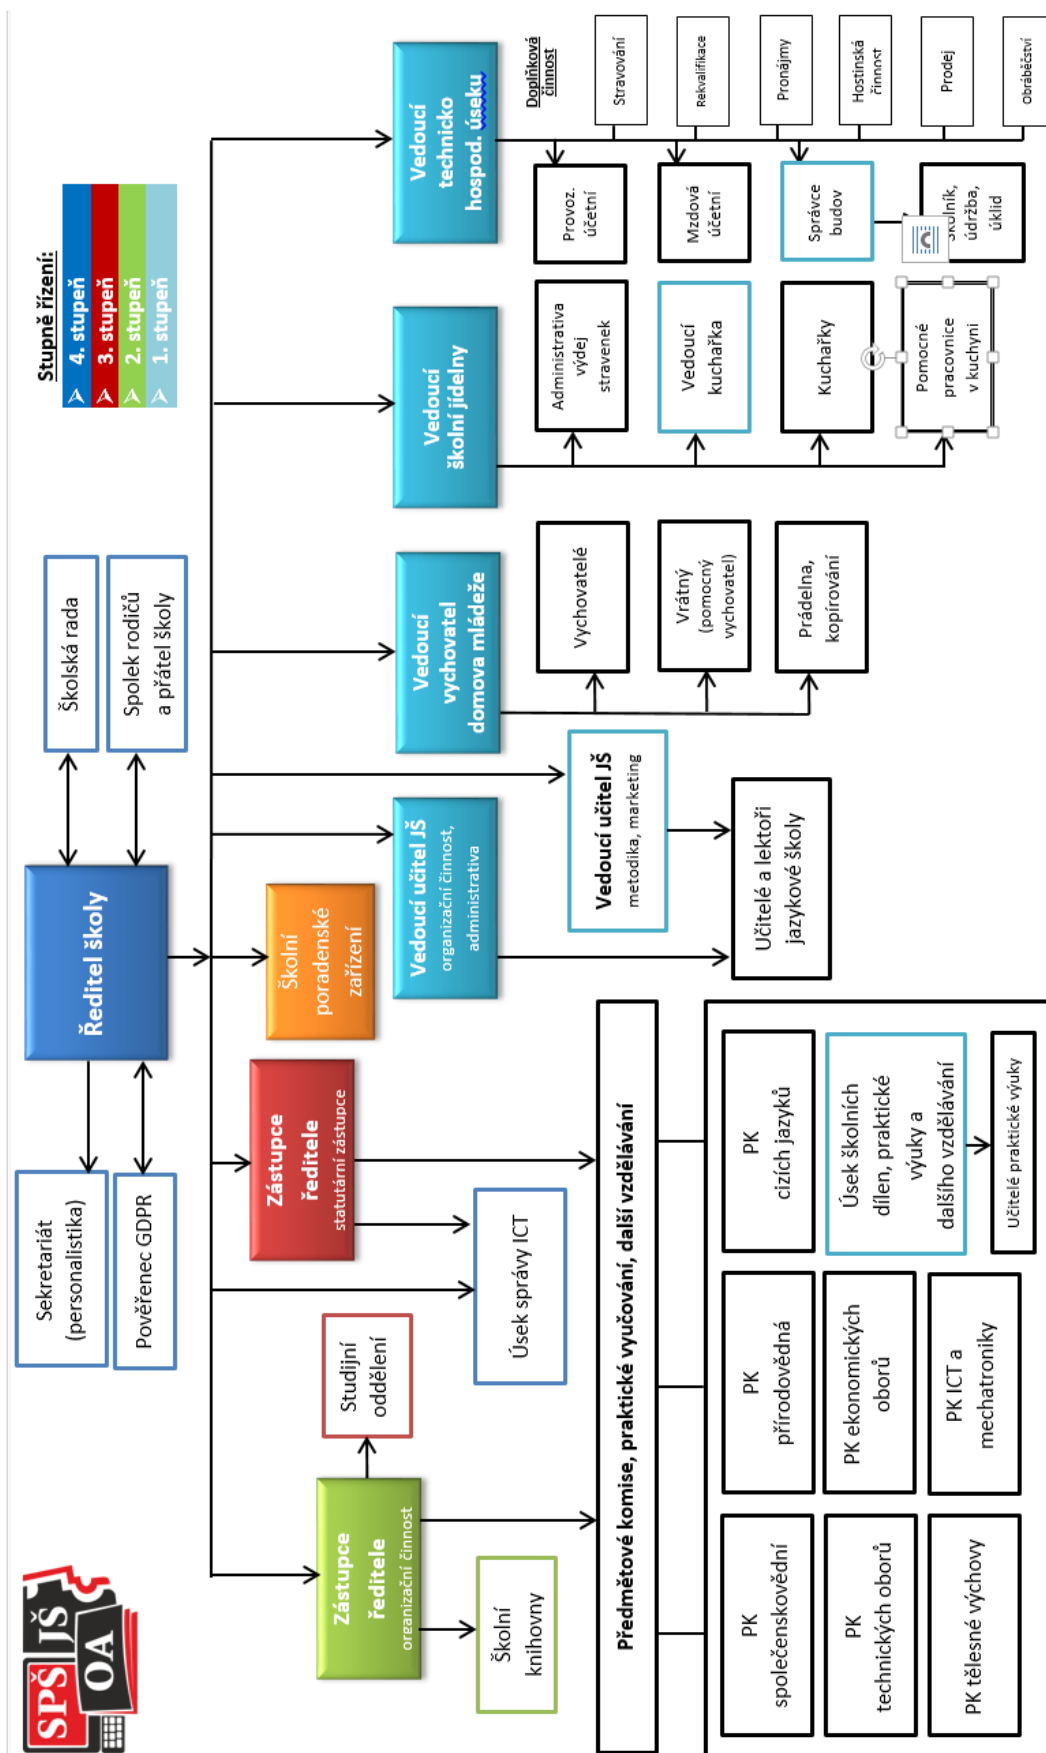 SPŠ
JŠ
OA
Stupně řízení:
4. stupeň
3. stupeň
2. stupeň
1. stupeň
Sekretariát
(personalistika)
Pověřenec GDPR
Ředitel školy
Školská rada
Spolek rodičů
a přátel školy
Zástupce
ředitele
organizační činnost
Studijní
oddělení
Školní
knihovny
Zástupce
ředitele
statutární zástupce
Úsek správy ICT
Školní
poradenské
zařízení
Vedoucí učitel JŠ
organizační činnost,
administrativa
Vedoucí učitel JŠ
metodika, marketing
Učitelé a lektoři
jazykové školy
Vedoucí
vychovatel
domova mládeže
Vychovatelé
Vrátný
(pomocný
vychovatel)
Prádelna,
kopírování
Vedoucí
školní jídelny
Administrativa
výdej
stravenek
Vedoucí
kuchařka
Kuchařky
Pomocné
pracovnice
v kuchyni
Vedoucí
technicko
hospod. úseku
Provoz.
účetní
Mzdová
účetní
Správce
budov
Školník,
údržba,
úklid
Doplňková
činnost
Stravování
Rekvalifikace
Pronájmy
Hostinská
činnost
Prodej
Obráběčství
Předmětové komise, praktické vyučování, další vzdělávání
PK
společenskovědní
PK
přírodovědná
PK
cizích jazyků
PK
technických oborů
PK ekonomických
oborů
Úsek školních
dílen, praktické
výuky a
dalšího vzdělávání
PK tělesné výchovy
PK ICT a
mechatroniky
Učitelé praktické výuky